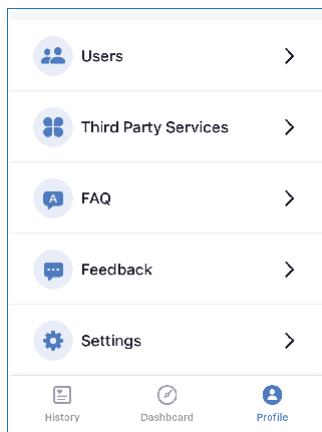 Users
Third Party Services
A
FAQ
Feedback
Settings
History
Dashboard
Profile